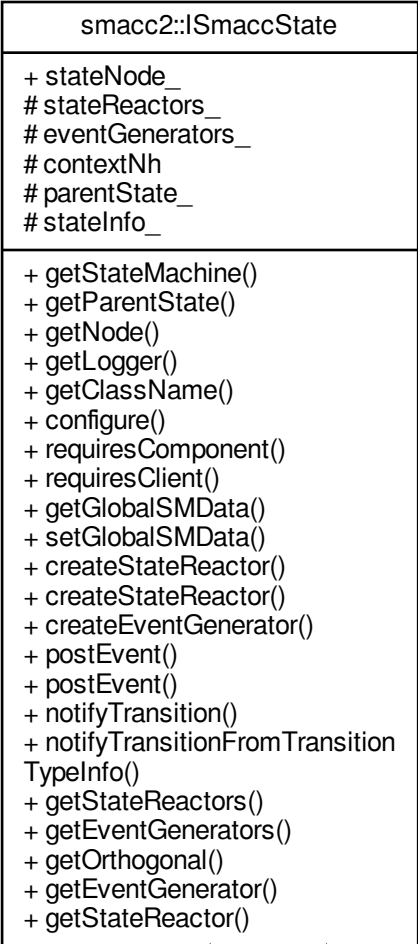 smacc2::ISmaccState
+ stateNode_
# stateReactors_
# eventGenerators_
# contextNh
# parentState_
# stateInfo_
+ getStateMachine()
+ getParentState()
+ getNode()
+ getLogger()
+ getClassName()
+ configure()
+ requiresComponent()
+ requiresClient()
+ getGlobalSMData()
+ setGlobalSMData()
+ createStateReactor()
+ createStateReactor()
+ createEventGenerator()
+ postEvent()
+ postEvent()
+ notifyTransition()
+ notifyTransitionFromTransition
TypeInfo()
+ getStateReactors()
+ getEventGenerators()
+ getOrthogonal()
+ getEventGenerator()
+ getStateReactor()